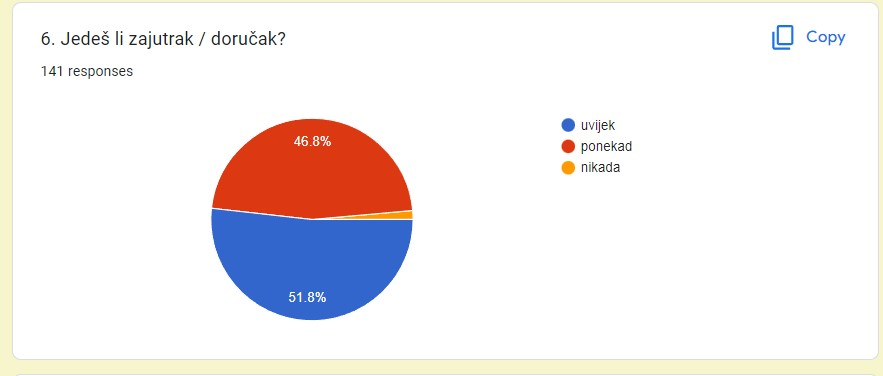 6. Jedeš li zajutrak / doručak?
Copy
141 responses
46.8%
51.8%
uvijek
ponekad
nikada